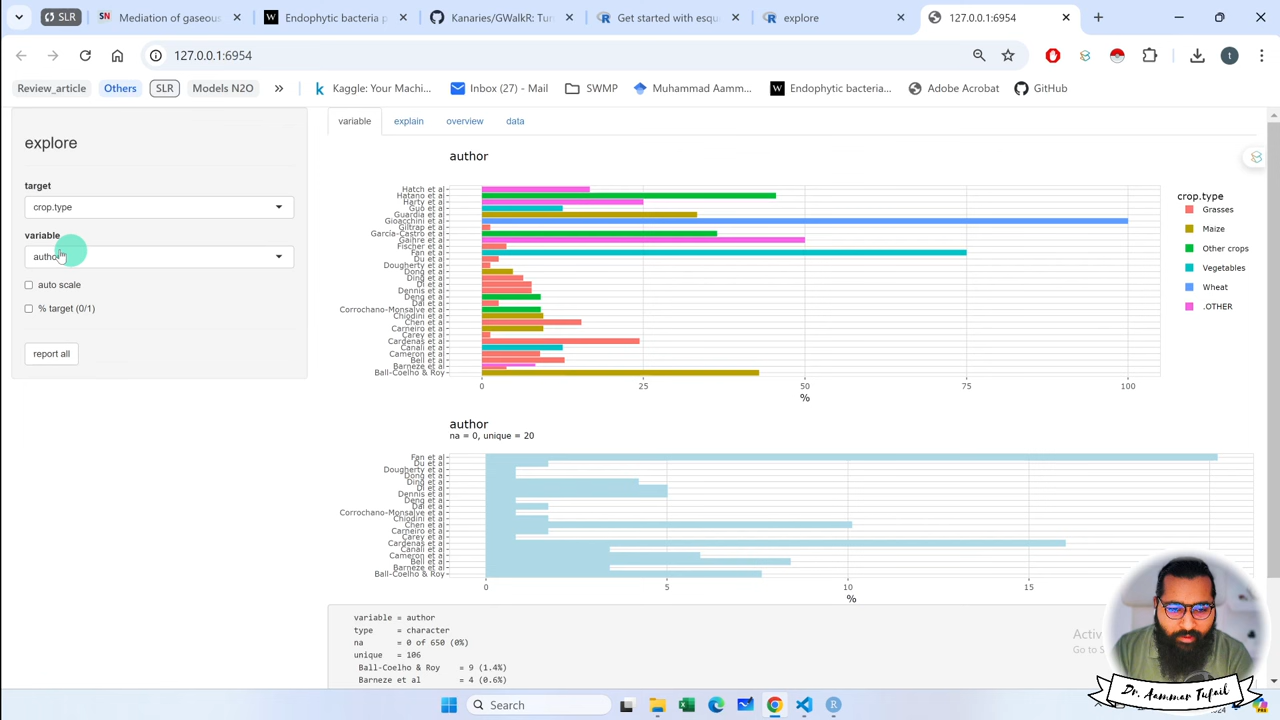 SLR
Mediation of gaseous
Endophytic bacteria p
Kanaries/GWalkR: Tur
Get started with esqu
explore
127.0.0.1:6954
127.0.0.1:6954
t
Review_article
Others
SLR
Models N2O
Kaggle: Your Machi...
Inbox (27) - Mail
SWMP
Muhammad Aamm...
Endophytic bacteria...
Adobe Acrobat
GitHub
explore
target
crop.type
variable
author
auto scale
% target (0/1)
report all
variable
explain
overview
data
author
Hatch et al
Hatano et al
Harty et al
Guo et al
Guardia et al
Gioacchini et al
Giltrap et al
Garcia-Castro et al
Gaihre et al
Fischer et al
Fan et al
Du et al
Dougherty et al
Dong et al
Ding et al
Di et al
Dennis et al
Deng et al
Dai et al
Corrochano-Monsalve et al
Chiodini et al
Chen et al
Carneiro et al
Carey et al
Cardenas et al
Canali et al
Cameron et al
Bell et al
Barneze et al
Ball-Coelho & Roy
0 25 50 75 100
%
crop.type
Grasses
Maize
Other crops
Vegetables
Wheat
.OTHER
author
na = 0, unique = 20
Fan et al
Du et al
Dougherty et al
Dong et al
Ding et al
Di et al
Dennis et al
Deng et al
Dai et al
Corrochano-Monsalve et al
Chiodini et al
Chen et al
Carneiro et al
Carey et al
Cardenas et al
Canali et al
Cameron et al
Bell et al
Barneze et al
Ball-Coelho & Roy
0 5 10 15
%
variable = author
type = character
na = 0 of 650 (0%)
unique = 106
Ball-Coelho & Roy = 9 (1.4%)
Barneze et al = 4 (0.6%)
Activ
Go to S
Dr. Aammar Tufail
Search